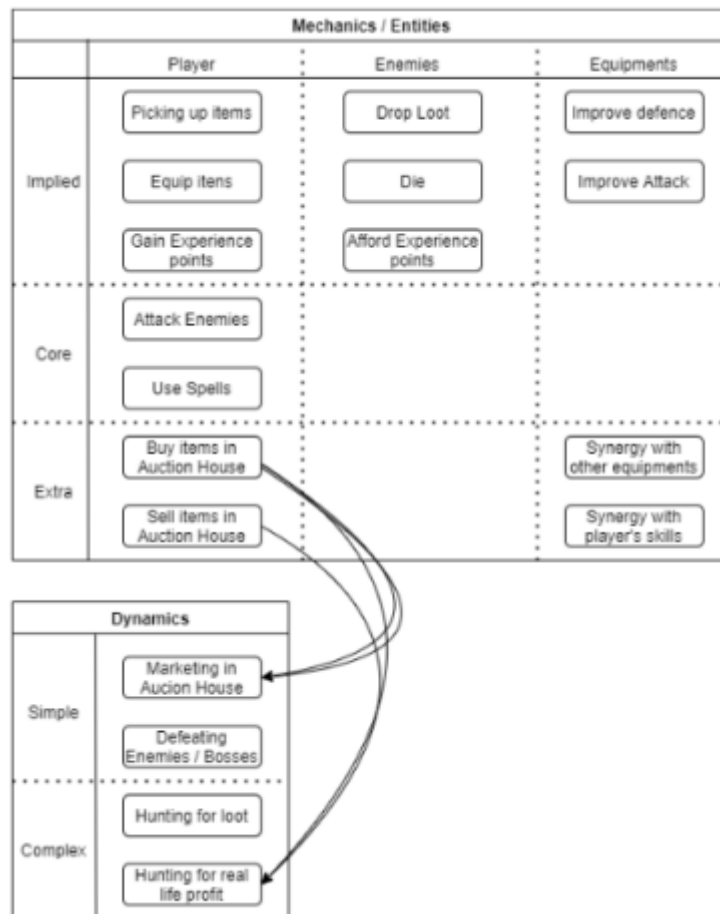 Mechanics / Entities
Player
Enemies
Equipments
Implied
Picking up items
Drop Loot
Improve defence
Equip itens
Die
Improve Attack
Gain Experience
points
Afford Experience
points
Core
Attack Enemies
Use Spells
Extra
Buy items in
Auction House
Synergy with
other equipments
Sell items in
Auction House
Synergy with
player's skills
Dynamics
Simple
Marketing in
Aucion House
Defeating
Enemies / Bosses
Complex
Hunting for loot
Hunting for real
life profit